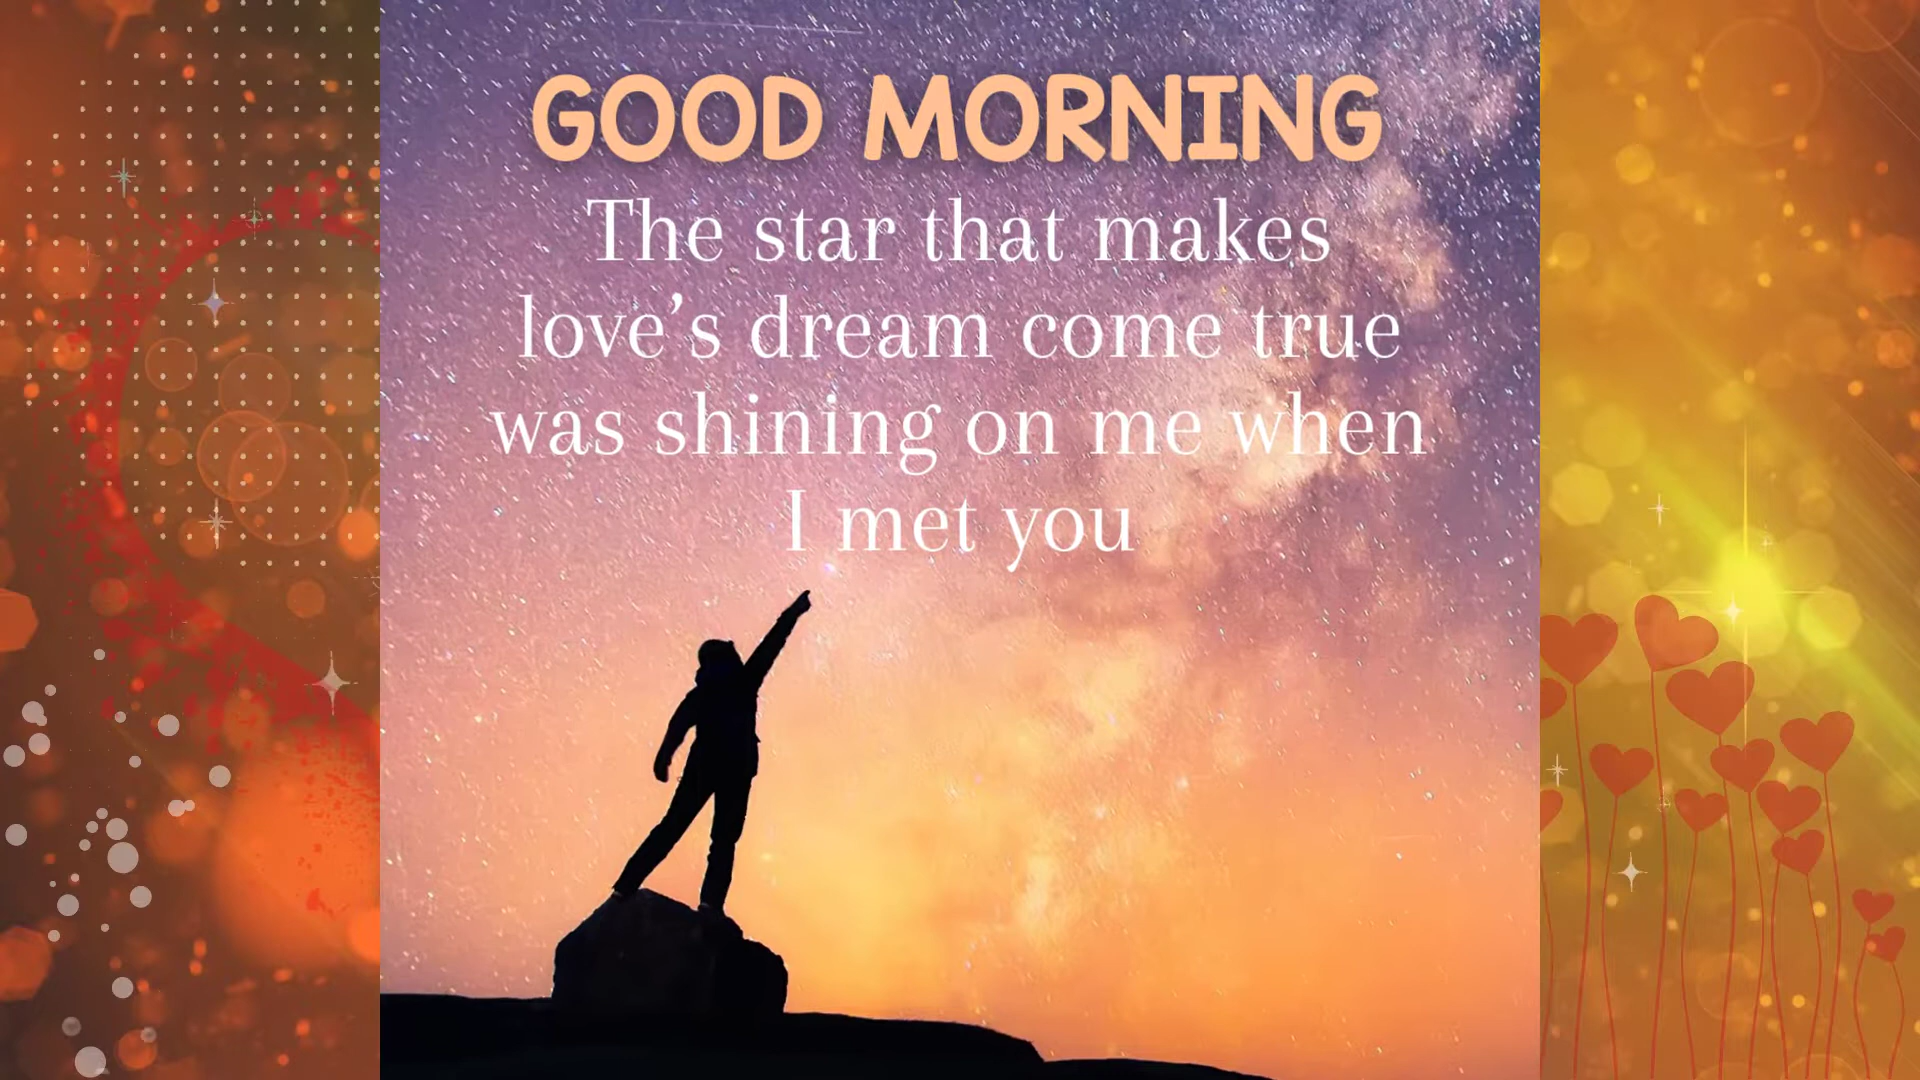 GOOD MORNING
The star that makes
love’s dream come true
was shining on me when
I met you